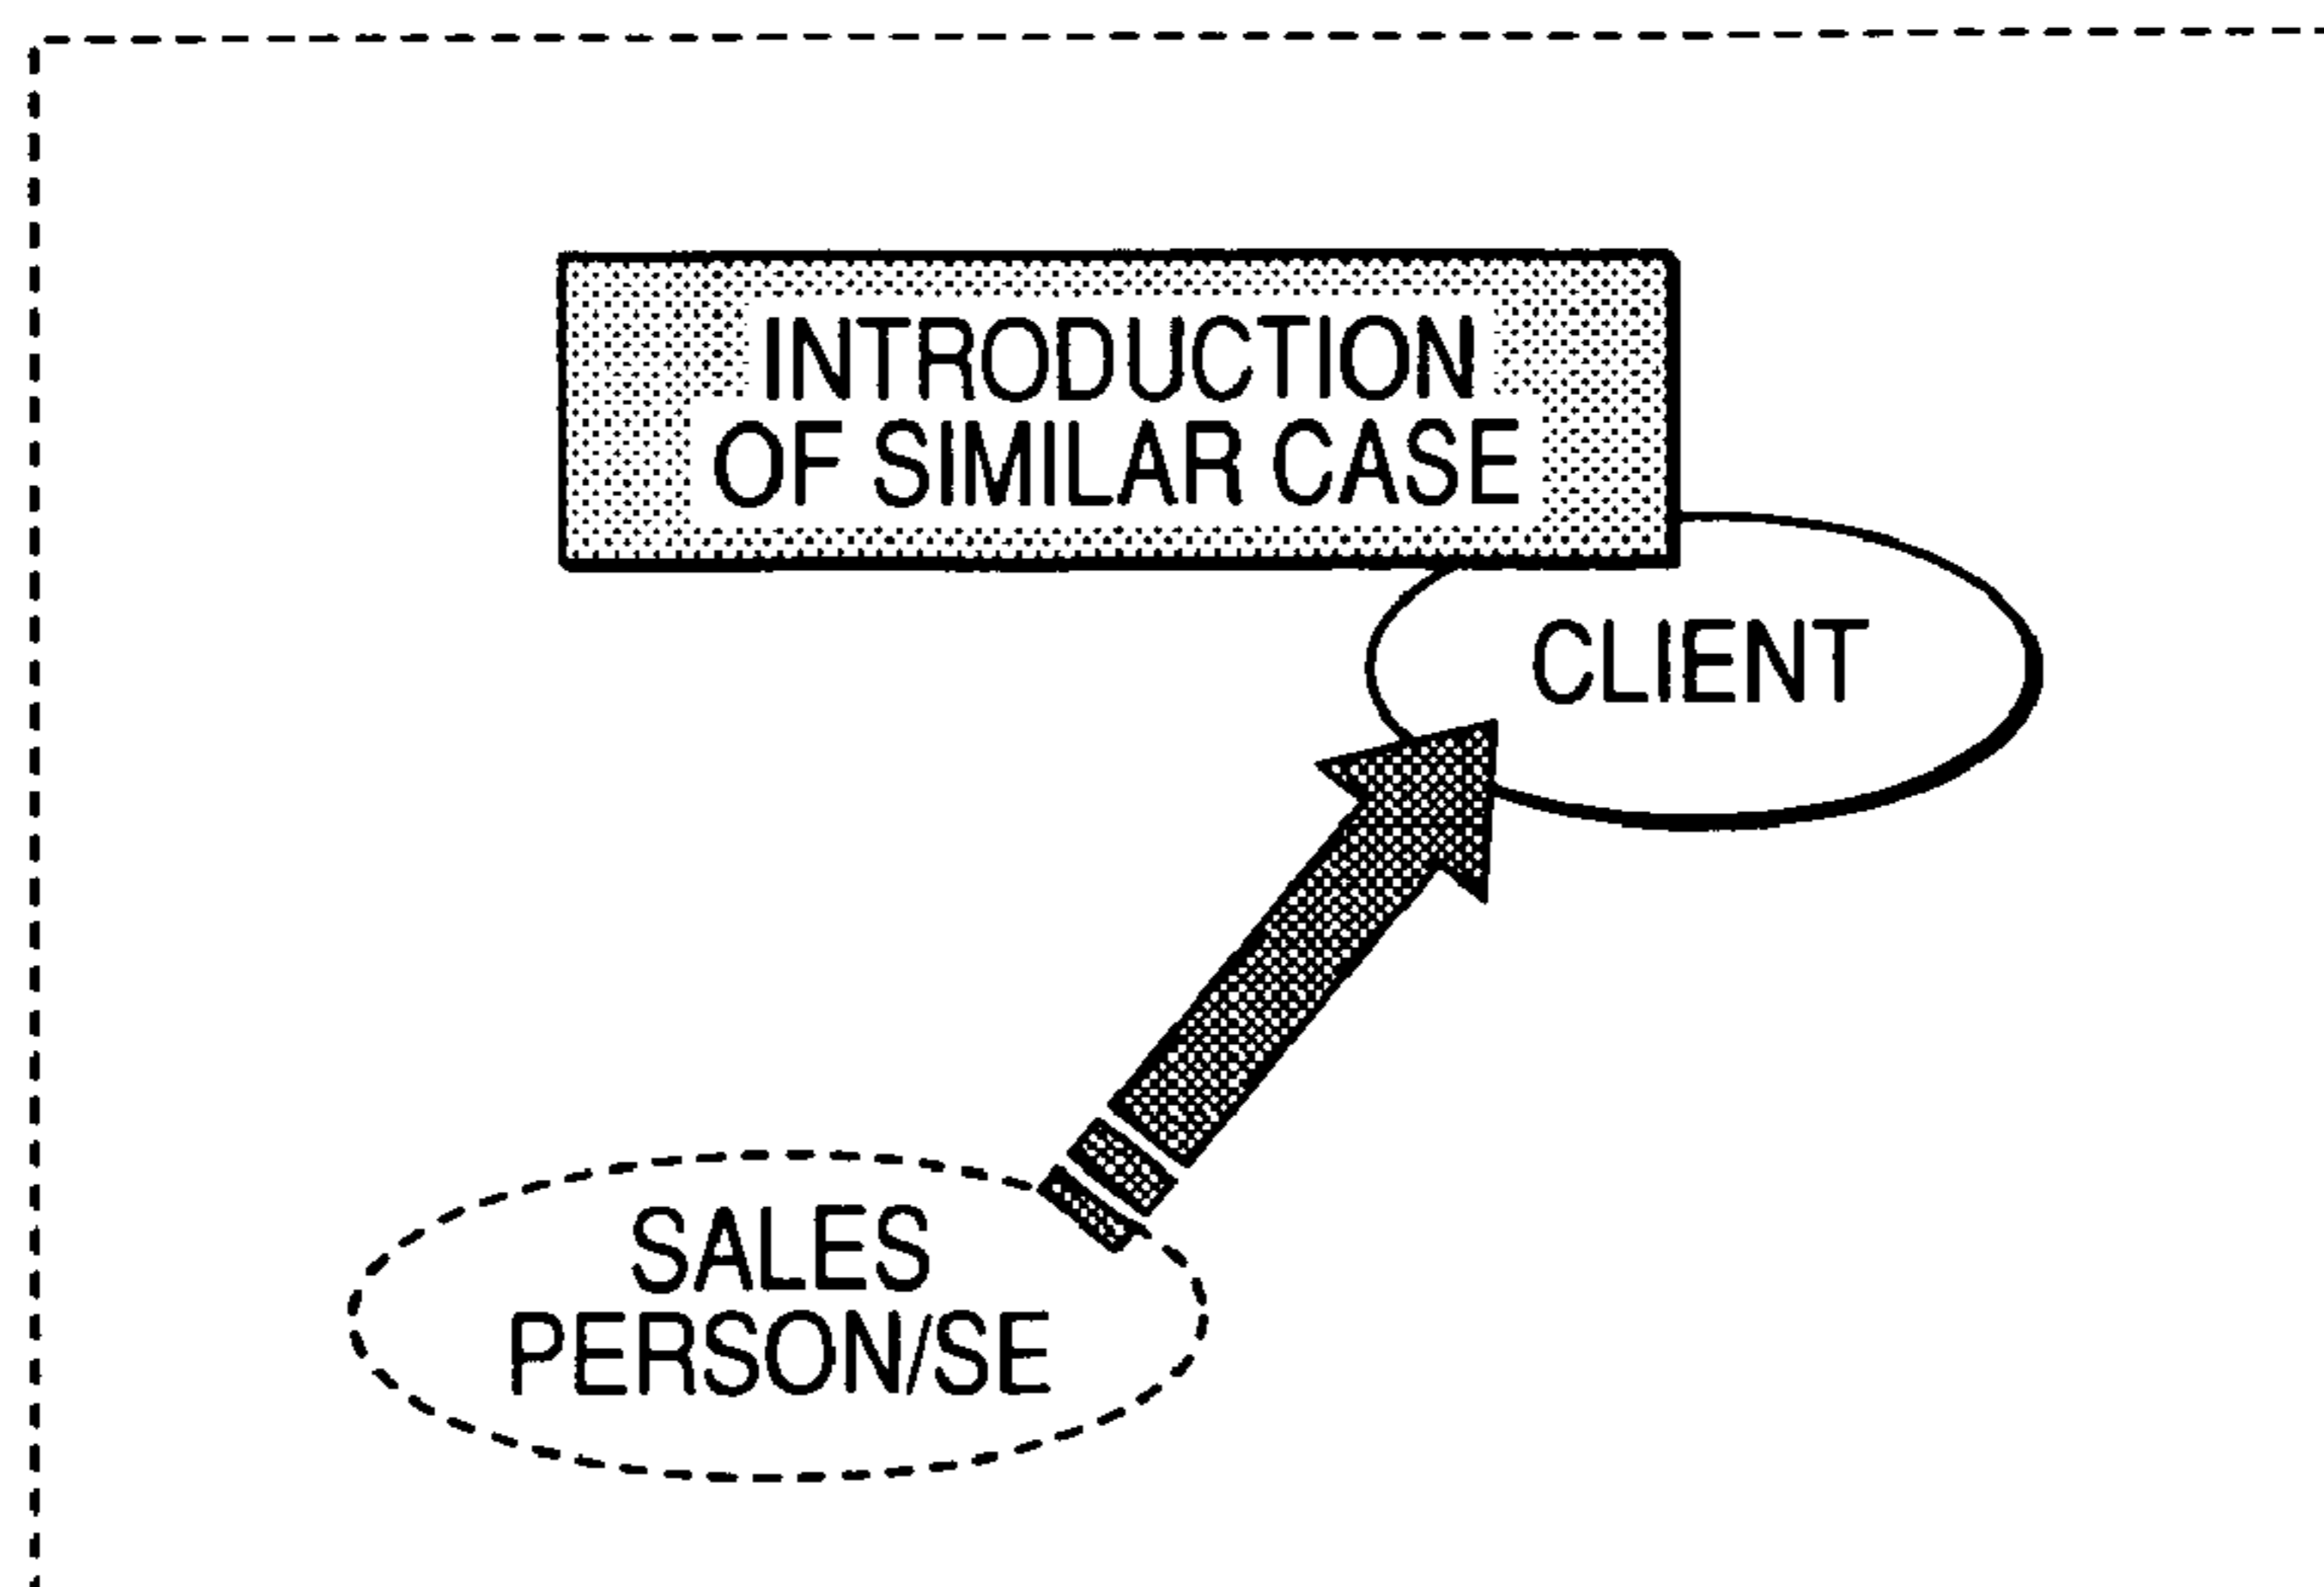 INTRODUCTION
OF SIMILAR CASE
CLIENT
SALES
PERSON/SE